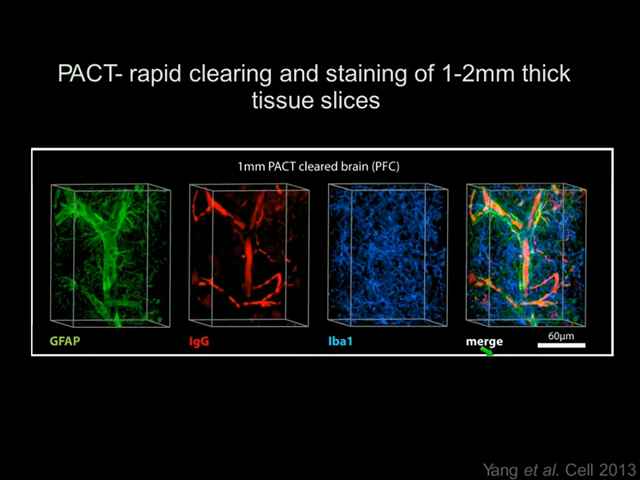 PACT- rapid clearing and staining of 1-2mm thick
tissue slices
1mm PACT cleared brain (PFC)
GFAP
IgG
Iba1
merge
60µm
Yang et al. Cell 2013